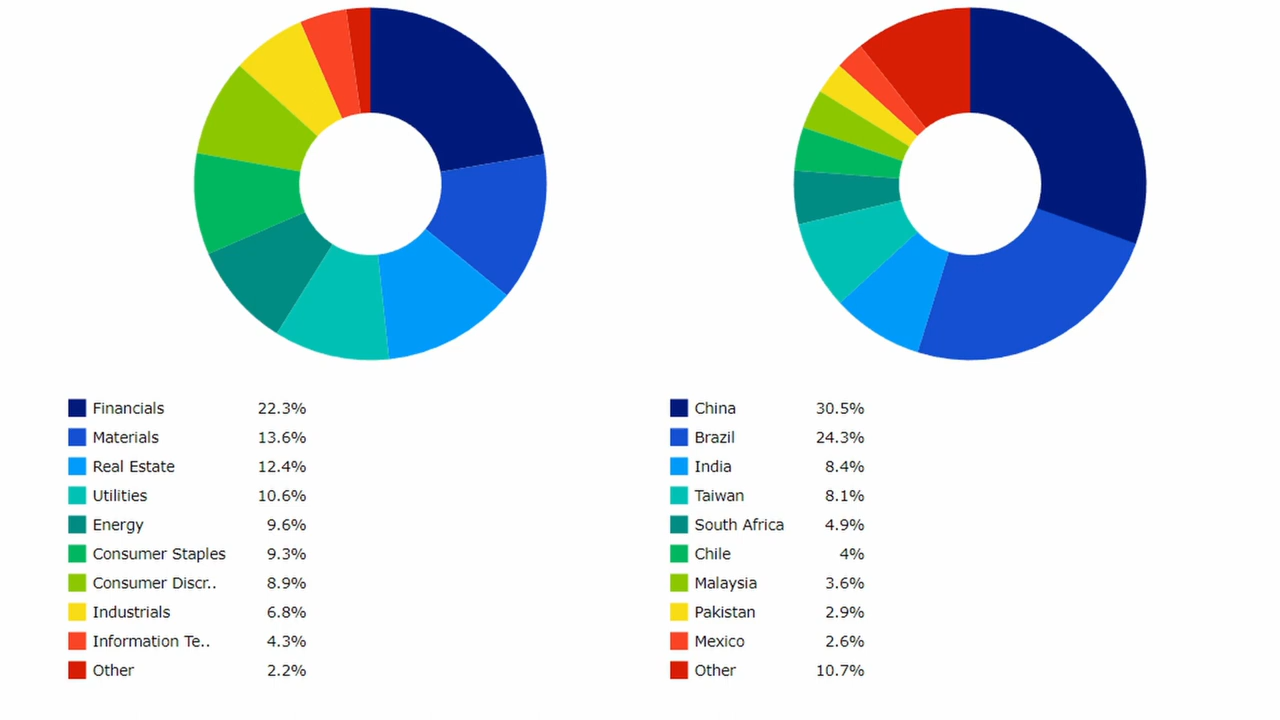 Financials 22.3%
Materials 13.6%
Real Estate 12.4%
Utilities 10.6%
Energy 9.6%
Consumer Staples 9.3%
Consumer Discr.. 8.9%
Industrials 6.8%
Information Te.. 4.3%
Other 2.2%
China 30.5%
Brazil 24.3%
India 8.4%
Taiwan 8.1%
South Africa 4.9%
Chile 4%
Malaysia 3.6%
Pakistan 2.9%
Mexico 2.6%
Other 10.7%